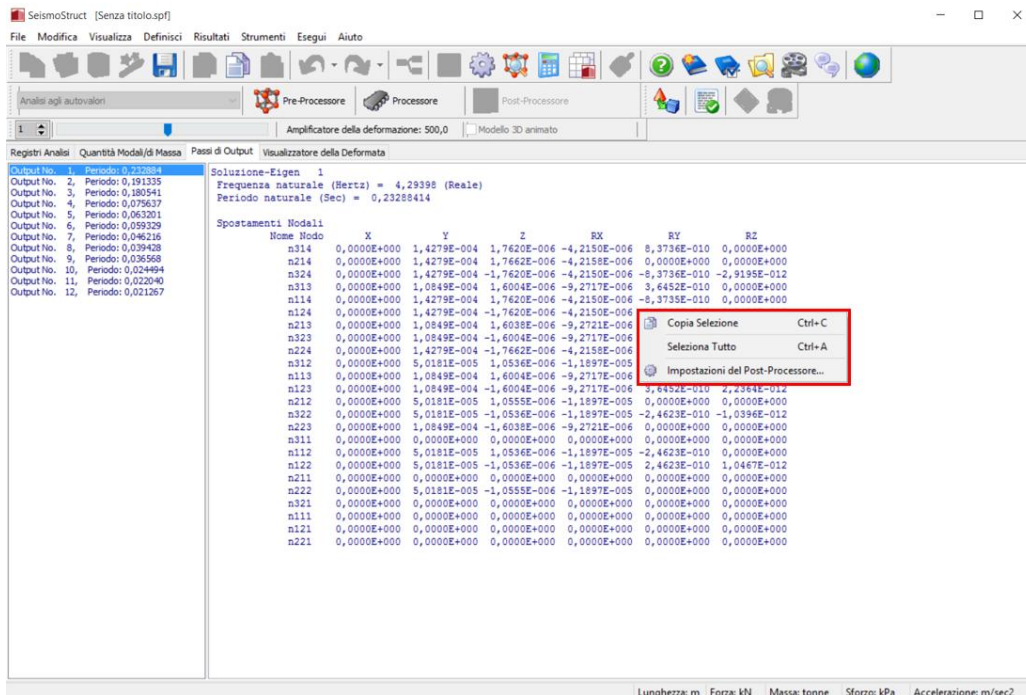 SeismoStruct [Senza titolo.spf]
File Modifica Visualizza Definisci Risultati Strumenti Esegui Aiuto
Analisi agli autovalori Pre-Processore Processore Post-Processore
1 Amplificatore della deformazione: 500,0 Modello 3D animato
Registri Analisi Quantità Modali/di Massa Passi di Output Visualizzatore della Deformata
Output No. 1, Periodo: 0,232884
Output No. 2, Periodo: 0,191335
Output No. 3, Periodo: 0,180541
Output No. 4, Periodo: 0,075637
Output No. 5, Periodo: 0,063201
Output No. 6, Periodo: 0,059329
Output No. 7, Periodo: 0,046216
Output No. 8, Periodo: 0,039428
Output No. 9, Periodo: 0,036568
Output No. 10, Periodo: 0,024494
Output No. 11, Periodo: 0,022040
Output No. 12, Periodo: 0,021267
Soluzione-Eigen 1
Frequenza naturale (Hertz) = 4,29398 (Reale)
Periodo naturale (Sec) = 0,23288414
Spostamenti Nodali
Nome Nodo X Y Z RX RY RZ
n314 0,0000E+000 1,4279E-004 1,7620E-006 -4,2150E-006 8,3736E-010 0,0000E+000
n214 0,0000E+000 1,4279E-004 1,7662E-006 -4,2158E-006 0,0000E+000 0,0000E+000
n324 0,0000E+000 1,4279E-004 -1,7620E-006 -4,2150E-006 -8,3736E-010 -2,9195E-012
n313 0,0000E+000 1,0849E-004 1,6004E-006 -9,2717E-006 3,6452E-010 0,0000E+000
n114 0,0000E+000 1,4279E-004 1,7620E-006 -4,2150E-006 -8,3735E-010 0,0000E+000
n124 0,0000E+000 1,4279E-004 -1,7620E-006 -4,2150E-006
n213 0,0000E+000 1,0849E-004 1,6038E-006 -9,2721E-006
n323 0,0000E+000 1,0849E-004 -1,6004E-006 -9,2717E-006
n224 0,0000E+000 1,4279E-004 -1,7662E-006 -4,2158E-006
n312 0,0000E+000 5,0181E-005 1,0536E-006 -1,1897E-005
n113 0,0000E+000 1,0849E-004 1,6004E-006 -9,2717E-006
n123 0,0000E+000 1,0849E-004 -1,6004E-006 -9,2717E-006 3,6452E-010 2,2364E-012
n212 0,0000E+000 5,0181E-005 1,0555E-006 -1,1897E-005 0,0000E+000 0,0000E+000
n322 0,0000E+000 5,0181E-005 -1,0536E-006 -1,1897E-005 -2,4623E-010 -1,0396E-012
n223 0,0000E+000 1,0849E-004 -1,6038E-006 -9,2721E-006 0,0000E+000 0,0000E+000
n311 0,0000E+000 0,0000E+000 0,0000E+000 0,0000E+000 0,0000E+000 0,0000E+000
n112 0,0000E+000 5,0181E-005 1,0536E-006 -1,1897E-005 -2,4623E-010 0,0000E+000
n122 0,0000E+000 5,0181E-005 -1,0536E-006 -1,1897E-005 2,4623E-010 1,0467E-012
n211 0,0000E+000 0,0000E+000 0,0000E+000 0,0000E+000 0,0000E+000 0,0000E+000
n222 0,0000E+000 5,0181E-005 -1,0555E-006 -1,1897E-005 0,0000E+000 0,0000E+000
n321 0,0000E+000 0,0000E+000 0,0000E+000 0,0000E+000 0,0000E+000 0,0000E+000
n111 0,0000E+000 0,0000E+000 0,0000E+000 0,0000E+000 0,0000E+000 0,0000E+000
n121 0,0000E+000 0,0000E+000 0,0000E+000 0,0000E+000 0,0000E+000 0,0000E+000
n221 0,0000E+000 0,0000E+000 0,0000E+000 0,0000E+000 0,0000E+000 0,0000E+000
Copia Selezione Ctrl+C
Seleziona Tutto Ctrl+A
Impostazioni del Post-Processore...
Lunghezza: m Forza: kN Massa: tonne Sforzo: kPa Accelerazione: m/sec2